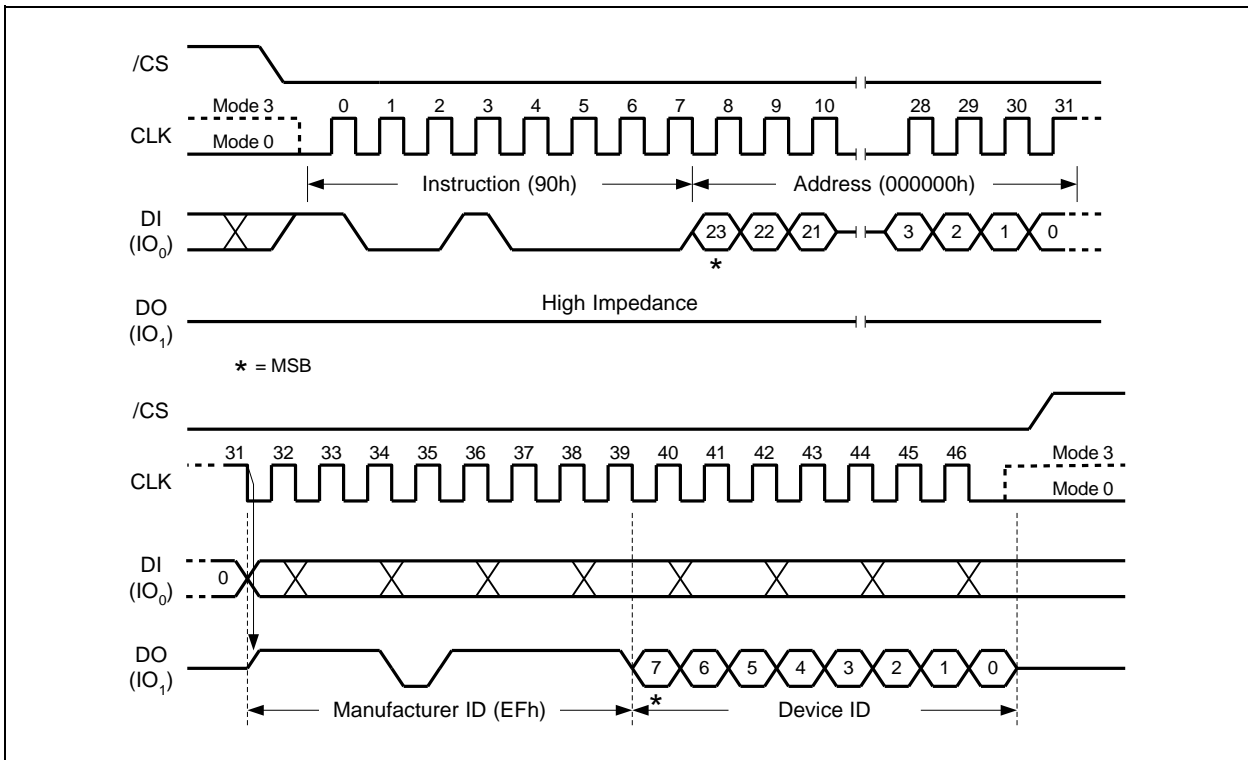 /CS
Mode 3 0 1 2 3 4 5 6 7 8 9 10 28 29 30 31
CLK
Mode 0
Instruction (90h) Address (000000h)
DI
(IO0) 23 22 21 3 2 1 0
*
High Impedance
DO
(IO1)
* = MSB
/CS
31 32 33 34 35 36 37 38 39 40 41 42 43 44 45 46 Mode 3
CLK
Mode 0
DI
(IO0) 0
DO
(IO1) 7 6 5 4 3 2 1 0
*
Manufacturer ID (EFh) Device ID